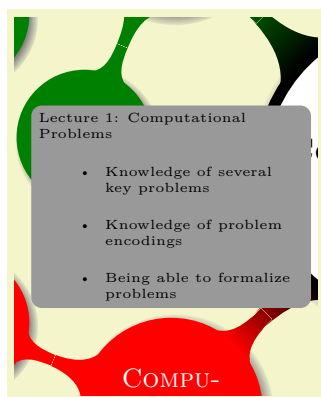 Lecture 1: Computational
Problems
• Knowledge of several
key problems
• Knowledge of problem
encodings
• Being able to formalize
problems
COMPU-